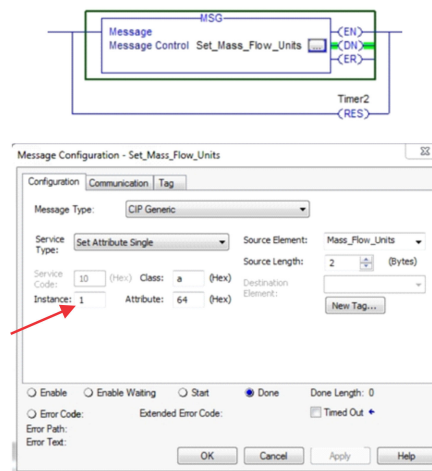 MSG
Message
Message Control Set_Mass_Flow_Units ...
(EN)
(DN)
(ER)
Timer2
(RES)
Message Configuration - Set_Mass_Flow_Units
Configuration Communication Tag
Message Type: CIP Generic
Service Type: Set Attribute Single
Source Element: Mass_Flow_Units
Source Length: 2 (Bytes)
Service Code: 10 (Hex) Class: a (Hex)
Destination Element:
Instance: 1 Attribute: 64 (Hex)
New Tag...
Enable Enable Waiting Start Done Done Length: 0
Error Code: Extended Error Code: Timed Out
Error Path:
Error Text:
OK Cancel Apply Help